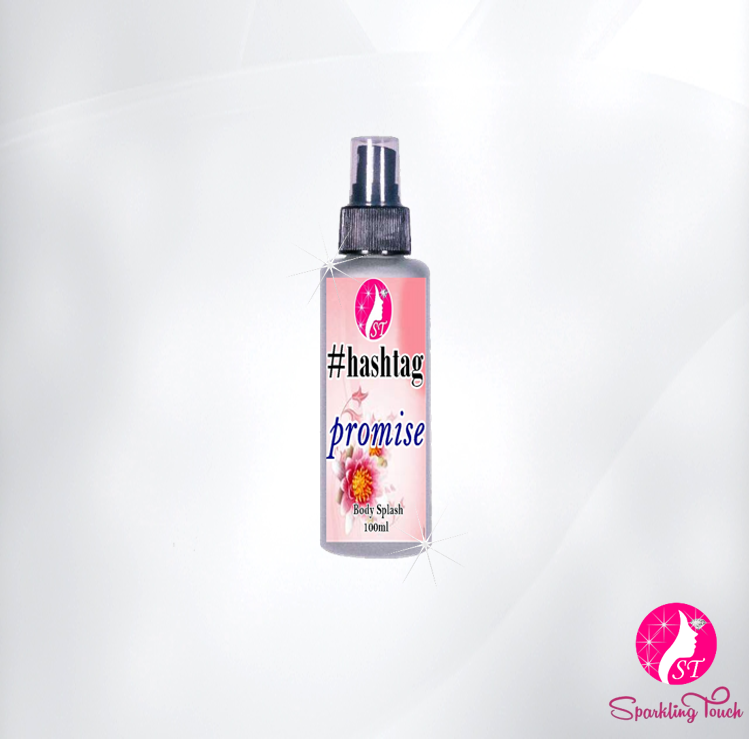 ST
#hashtag
promise
Body Splash
100ml
ST
Sparkling Touch